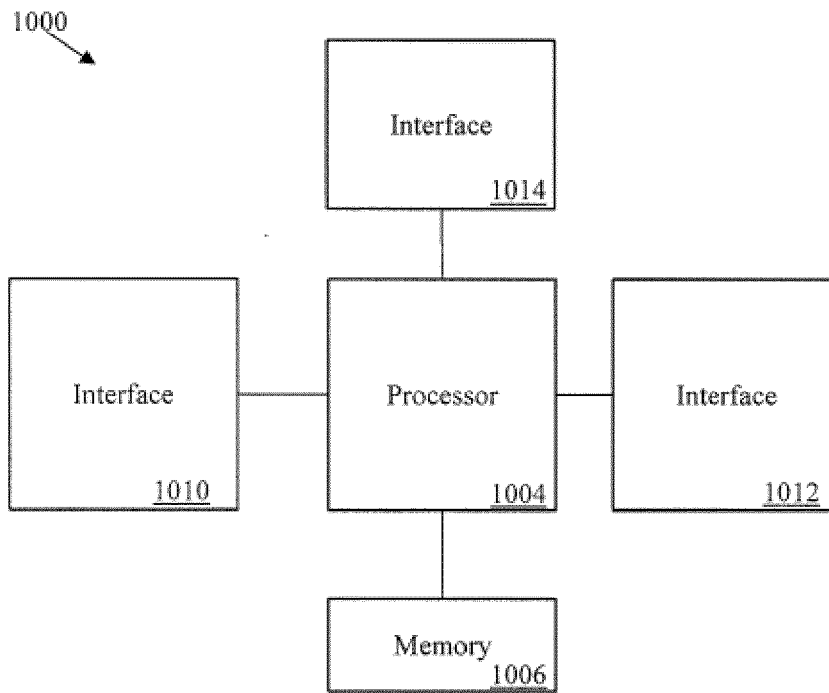 1000
Interface
1014
Interface
1010
Processor
1004
Interface
1012
Memory
1006